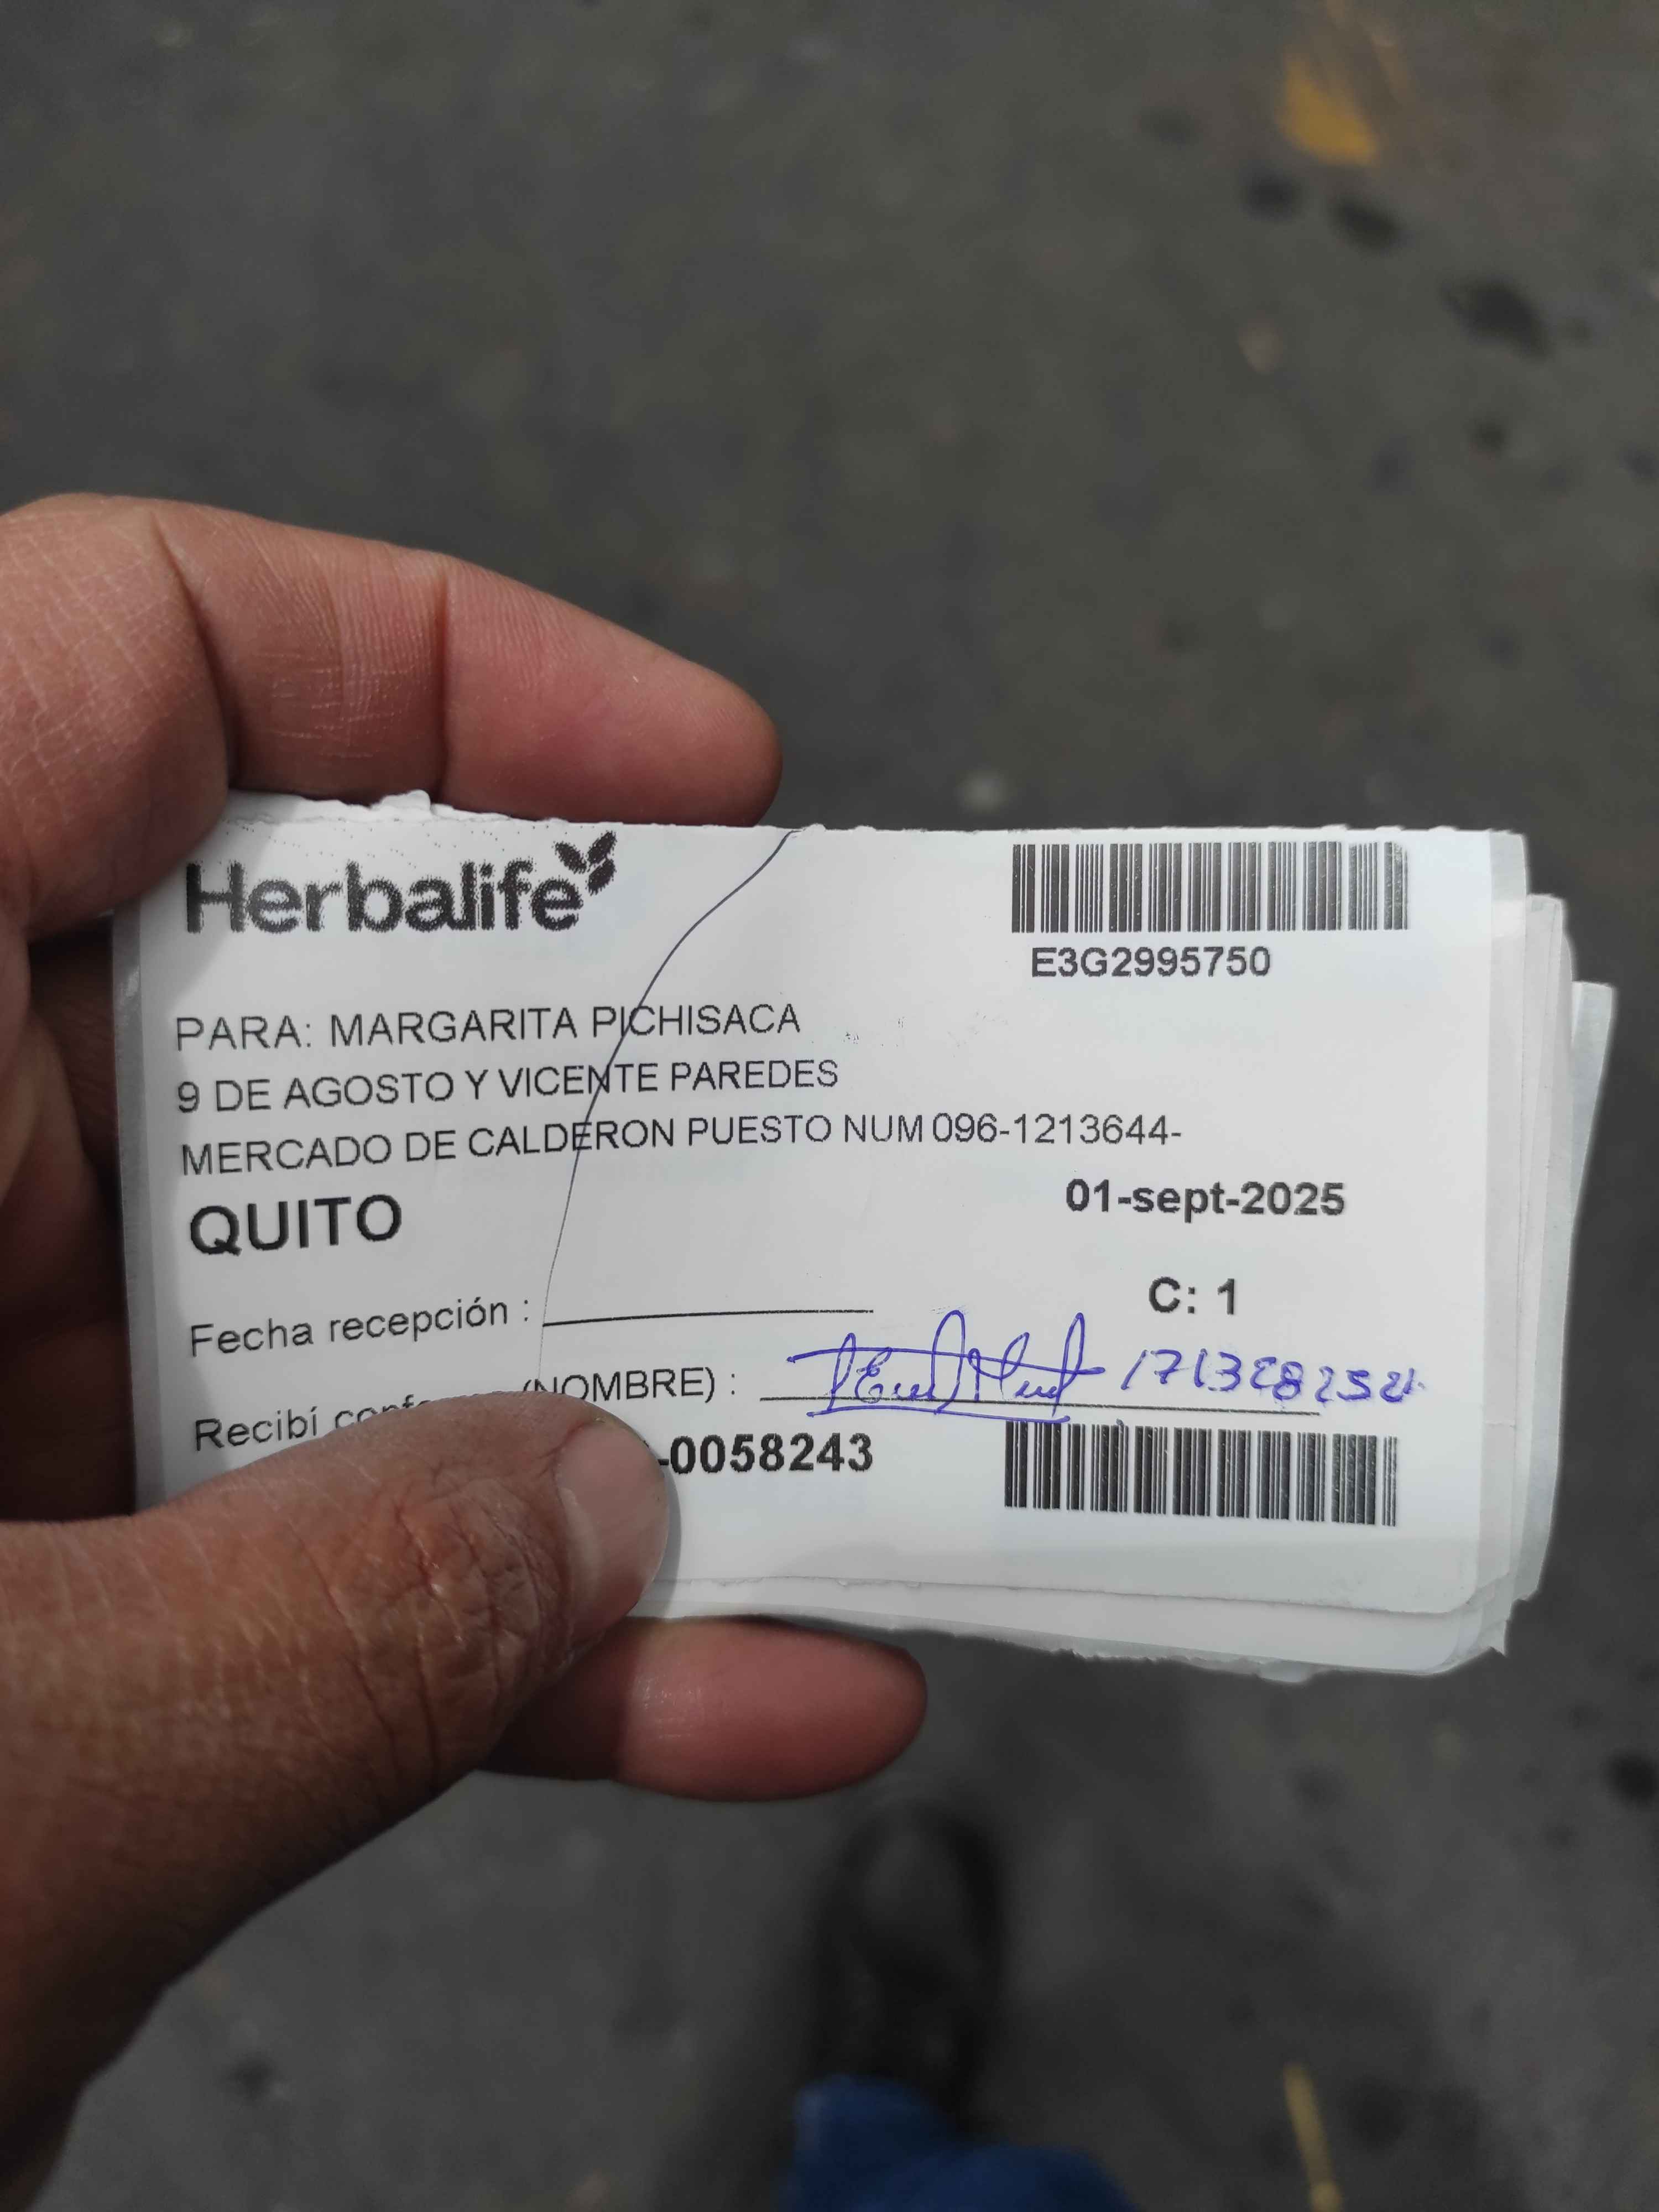 Herbalife
E3G2995750
PARA: MARGARITA PICHISACA
9 DE AGOSTO Y VICENTE PAREDES
MERCADO DE CALDERON PUESTO NUM 096-1213644-
QUITO
01-sept-2025
C: 1
Fecha recepción :
Recibí (NOMBRE) :
-0058243